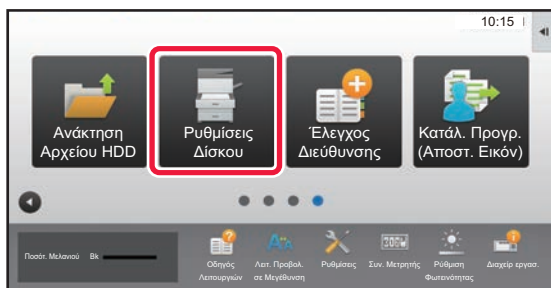 10:15
Ανάκτηση
Αρχείου HDD
Ρυθμίσεις
Δίσκου
Έλεγχος
Διεύθυνσης
Κατάλ. Προγρ.
(Αποστ. Εικόν)
Ποσότ. Μελανιού Bk
Οδηγός
Λειτουργιών
Λειτ. Προβολ.
σε Μεγέθυνση
Ρυθμίσεις
Συν. Μετρητής
Ρύθμιση
Φωτεινότητας
Διαχείρ εργασ.